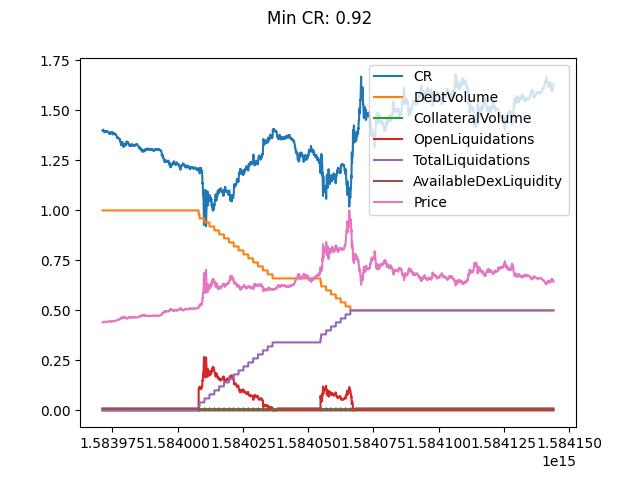 Min CR: 0.92
1.75
1.50
1.25
1.00
0.75
0.50
0.25
0.00
CR
DebtVolume
CollateralVolume
OpenLiquidations
TotalLiquidations
AvailableDexLiquidity
Price
1.583975 1.584000 1.584025 1.584050 1.584075 1.584100 1.584125 1.584150
1e15